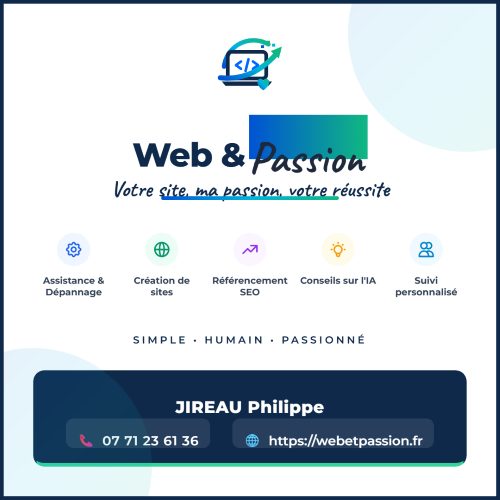 </>
Web & Passion
Votre site, ma passion, votre réussite
Assistance &
Dépannage
Création de
sites
Référencement
SEO
Conseils sur l'IA
Suivi
personnalisé
SIMPLE • HUMAIN • PASSIONNÉ
JIREAU Philippe
07 71 23 61 36
https://webetpassion.fr